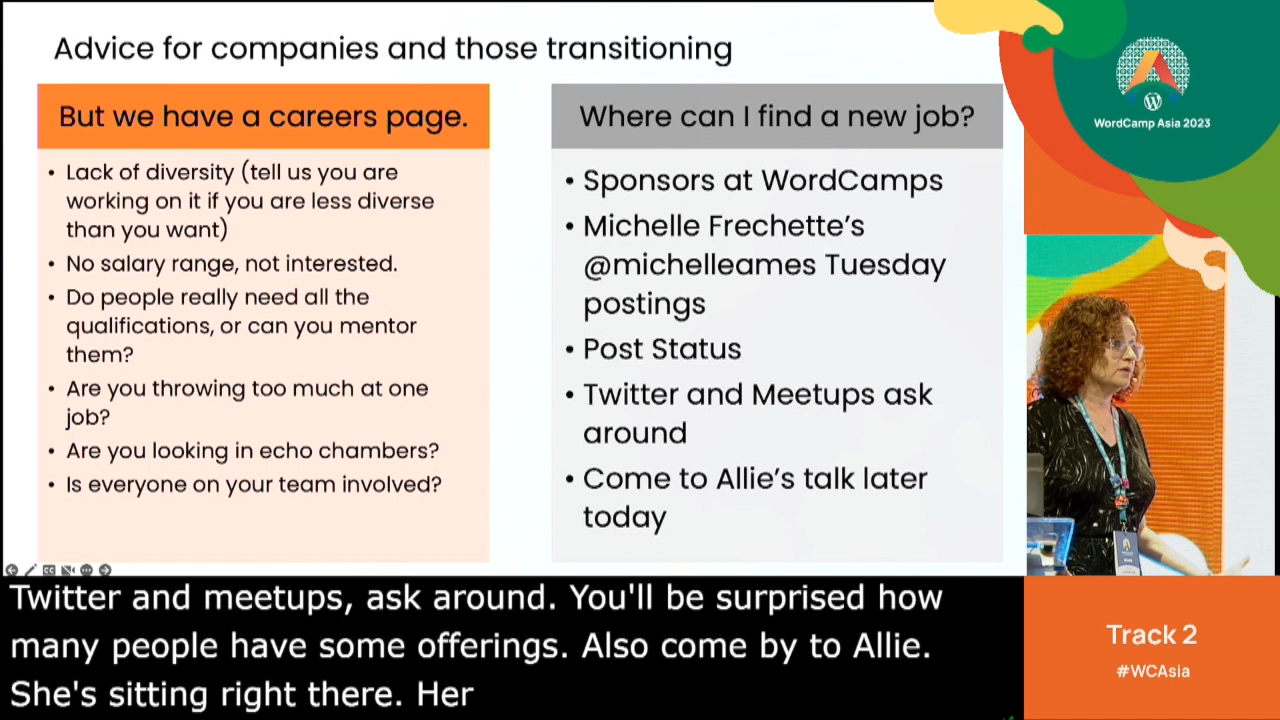 Advice for companies and those transitioning
But we have a careers page.
• Lack of diversity (tell us you are
working on it if you are less diverse
than you want)
• No salary range, not interested.
• Do people really need all the
qualifications, or can you mentor
them?
• Are you throwing too much at one
job?
• Are you looking in echo chambers?
• Is everyone on your team involved?
Where can I find a new job?
• Sponsors at WordCamps
• Michelle Frechette’s
@michelleames Tuesday
postings
• Post Status
• Twitter and Meetups ask
around
• Come to Allie’s talk later
today
WordCamp Asia 2023
Twitter and meetups, ask around. You'll be surprised how
many people have some offerings. Also come by to Allie.
She's sitting right there. Her
Track 2
#WCAsia